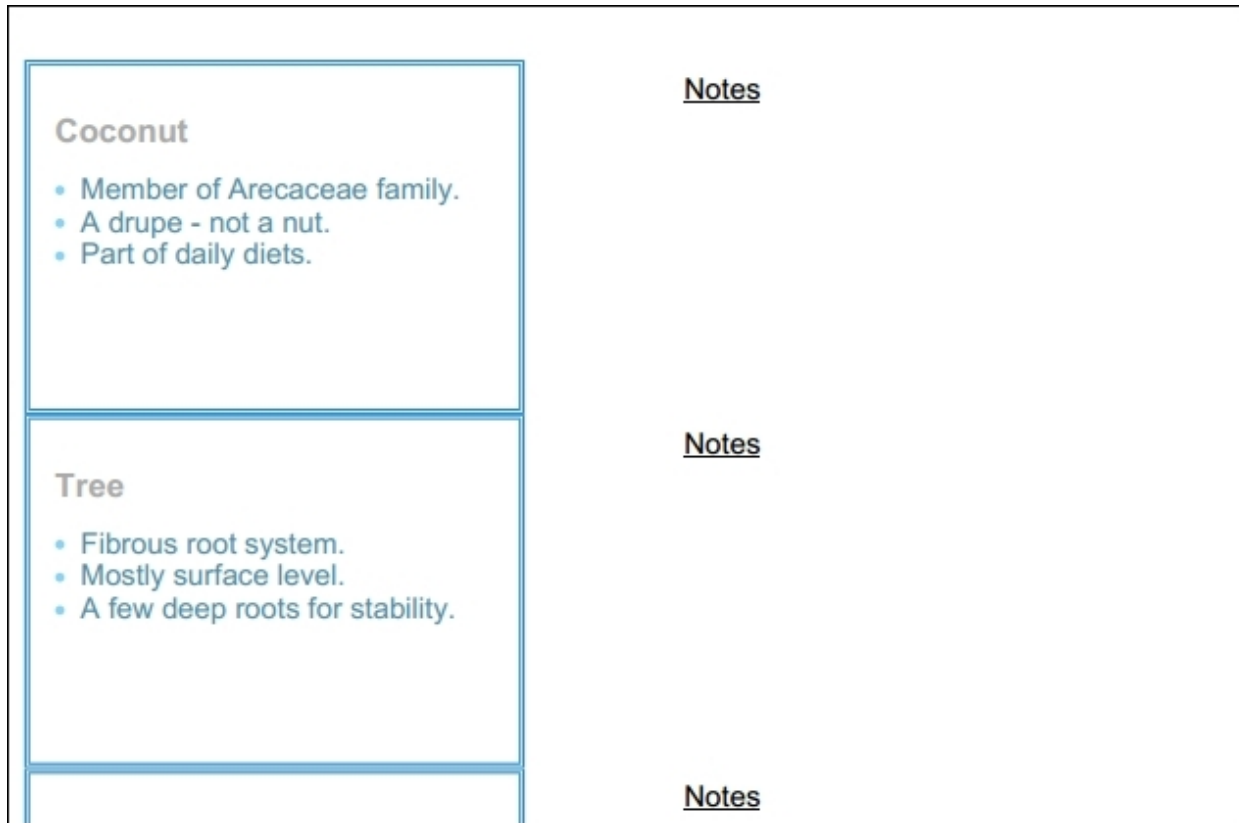 Notes
Coconut
• Member of Arecaceae family.
• A drupe - not a nut.
• Part of daily diets.
Notes
Tree
• Fibrous root system.
• Mostly surface level.
• A few deep roots for stability.
Notes